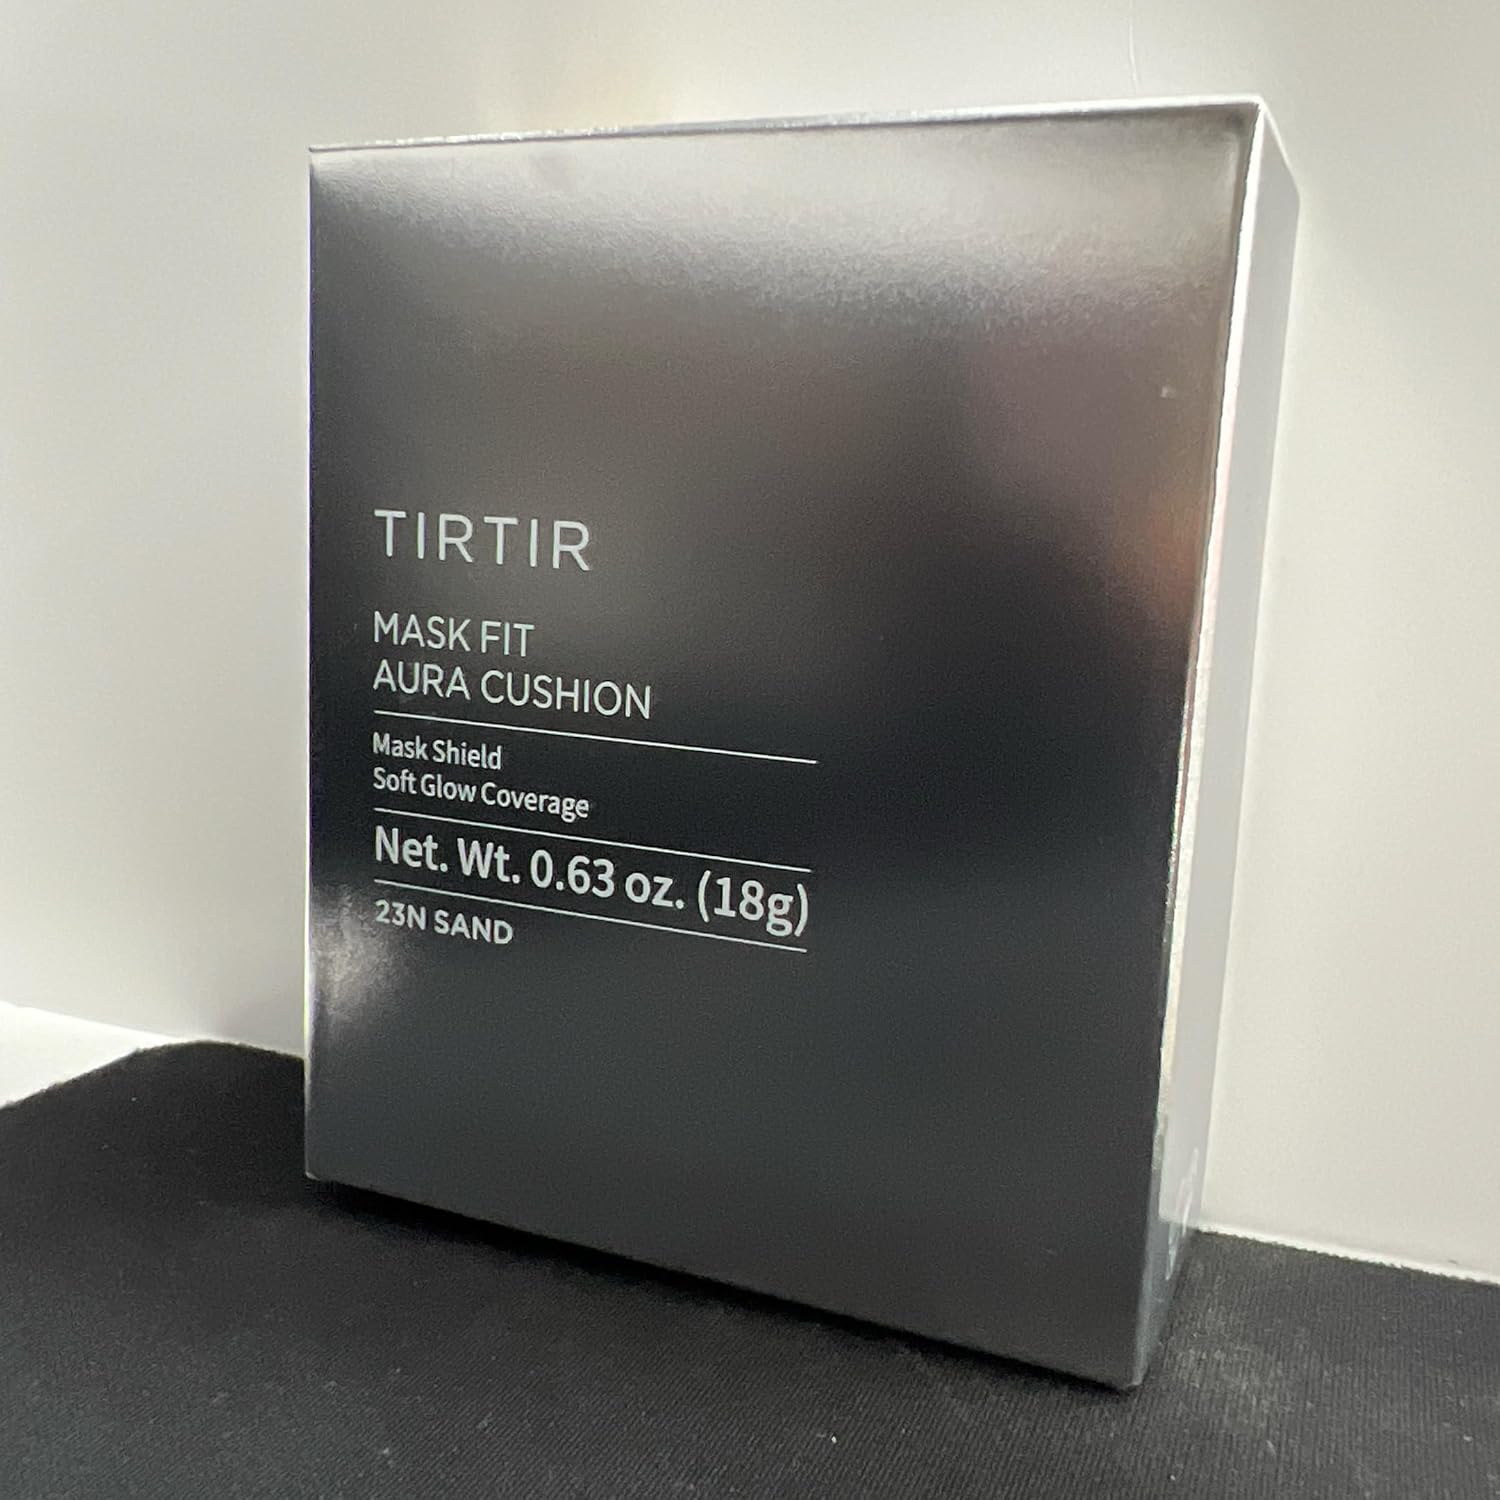 TIRTIR
MASK FIT
AURA CUSHION
Mask Shield
Soft Glow Coverage
Net. Wt. 0.63 oz. (18g)
23N SAND